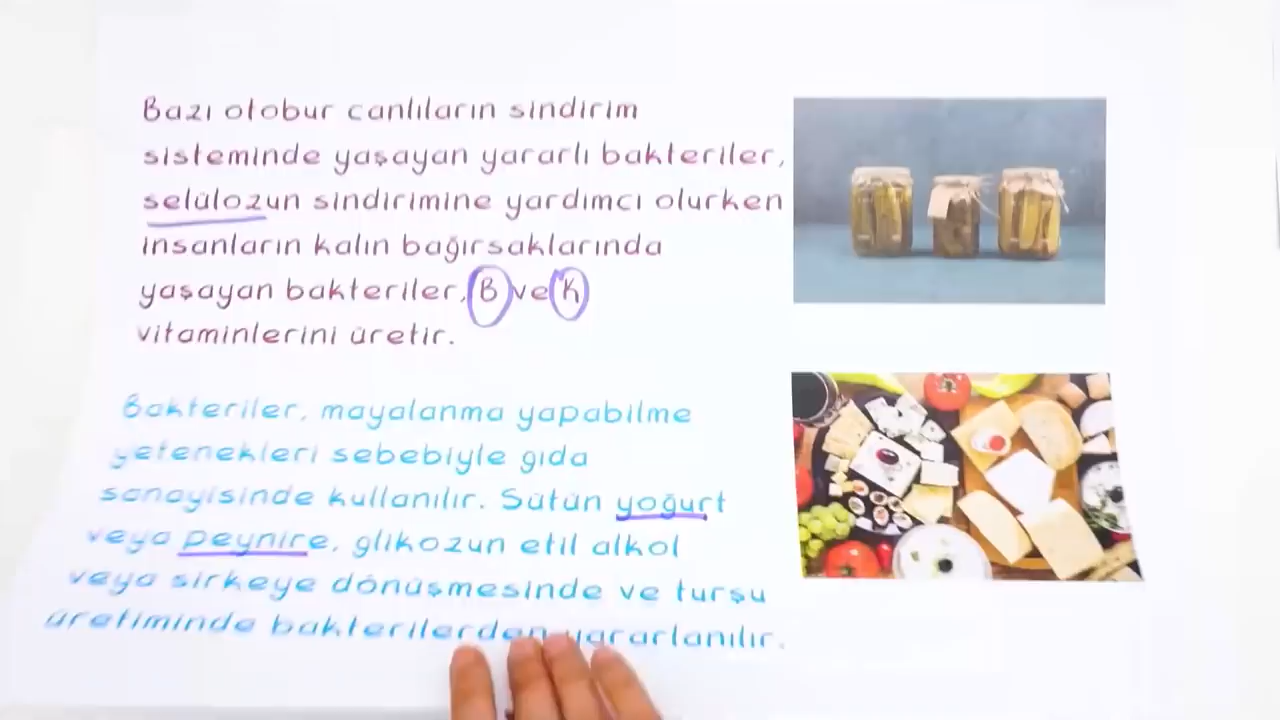 Bazı otobur canlıların sindirim
sisteminde yaşayan yararlı bakteriler,
selülozun sindirimine yardımcı olurken
insanların kalın bağırsaklarında
yaşayan bakteriler, B ve K
vitaminlerini üretir.
Bakteriler, mayalanma yapabilme
yetenekleri sebebiyle gıda
sanayisinde kullanılır. Sütün yoğurt
veya peynire, glikozun etil alkol
veya sirkeye dönüşmesinde ve turşu
üretiminde bakterilerden yararlanılır.